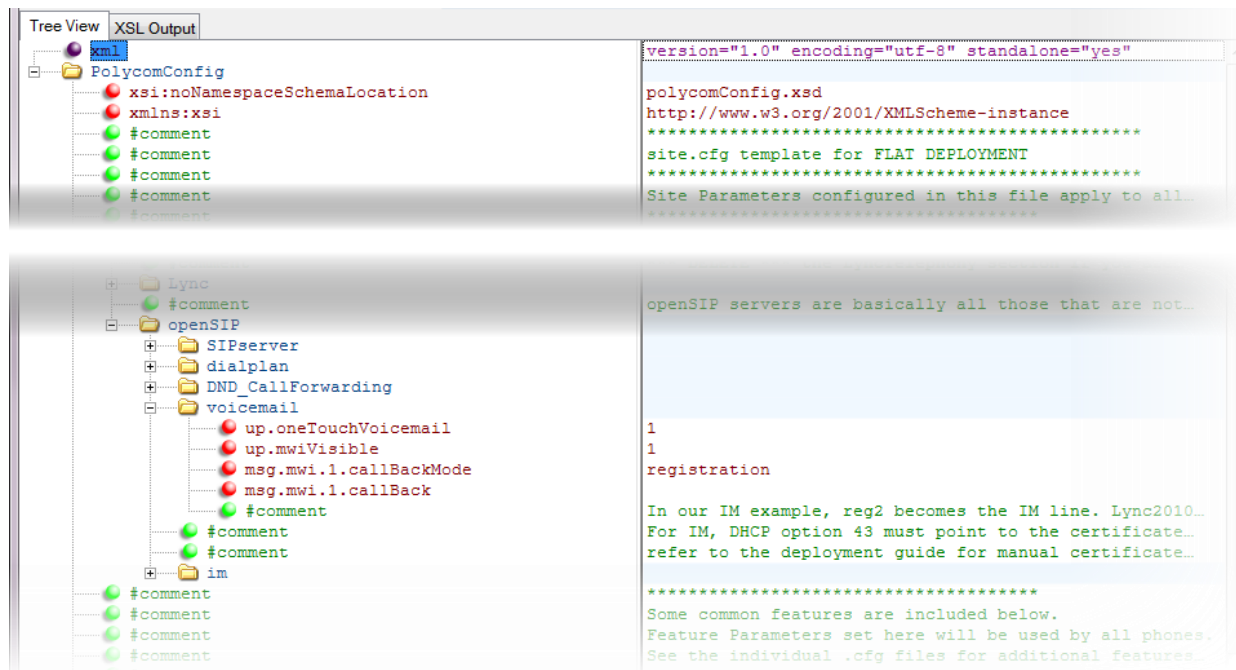 Tree View XSL Output
xml version="1.0" encoding="utf-8" standalone="yes"
PolycomConfig
xsi:noNamespaceSchemaLocation polycomConfig.xsd
xmlns:xsi http://www.w3.org/2001/XMLScheme-instance
#comment ************************************************
#comment site.cfg template for FLAT DEPLOYMENT
#comment ************************************************
#comment Site Parameters configured in this file apply to all…
#comment **************************************
Lync
#comment openSIP servers are basically all those that are not…
openSIP
SIPserver
dialplan
DND_CallForwarding
voicemail
up.oneTouchVoicemail 1
up.mwiVisible 1
msg.mwi.1.callBackMode registration
msg.mwi.1.callBack
#comment In our IM example, reg2 becomes the IM line. Lync2010…
#comment For IM, DHCP option 43 must point to the certificate…
#comment refer to the deployment guide for manual certificate…
im
#comment **************************************
#comment Some common features are included below.
#comment Feature Parameters set here will be used by all phones.
#comment See the individual .cfg files for additional features…